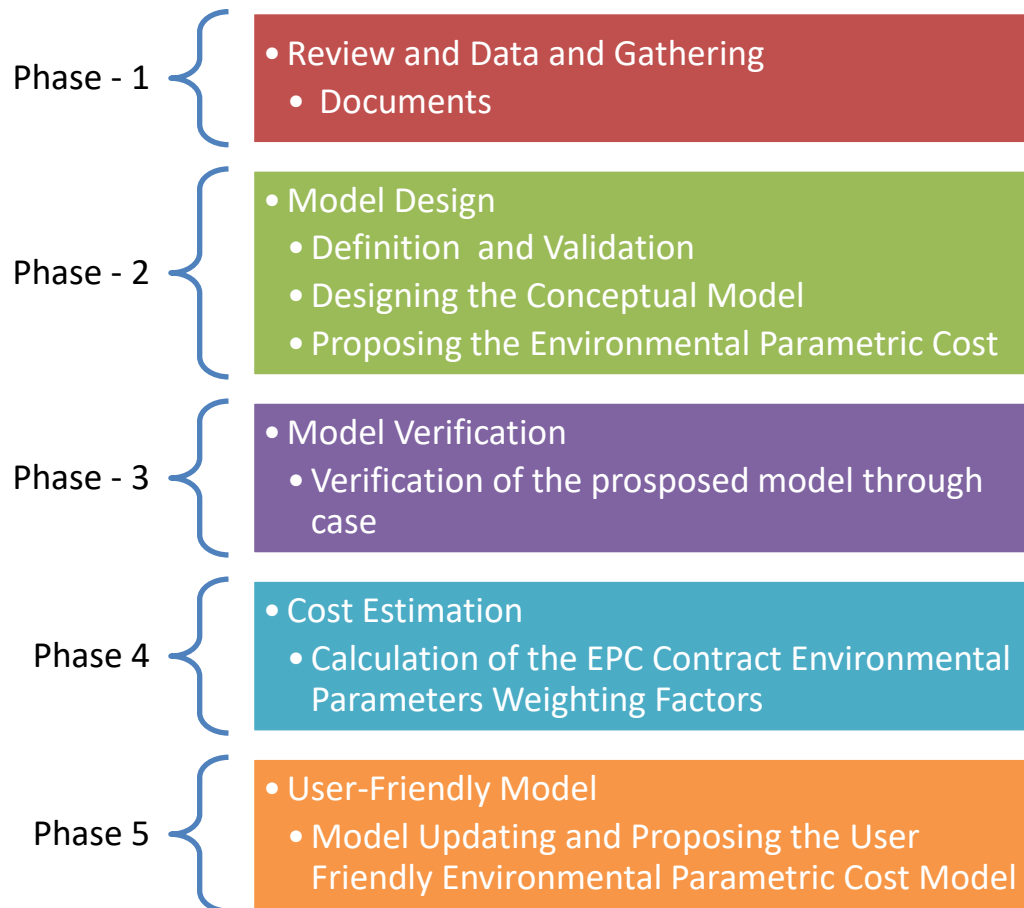 Phase - 1
• Review and Data and Gathering
• Documents
Phase - 2
• Model Design
• Definition and Validation
• Designing the Conceptual Model
• Proposing the Environmental Parametric Cost
Phase - 3
• Model Verification
• Verification of the prosposed model through
case
Phase 4
• Cost Estimation
• Calculation of the EPC Contract Environmental
Parameters Weighting Factors
Phase 5
• User-Friendly Model
• Model Updating and Proposing the User
Friendly Environmental Parametric Cost Model